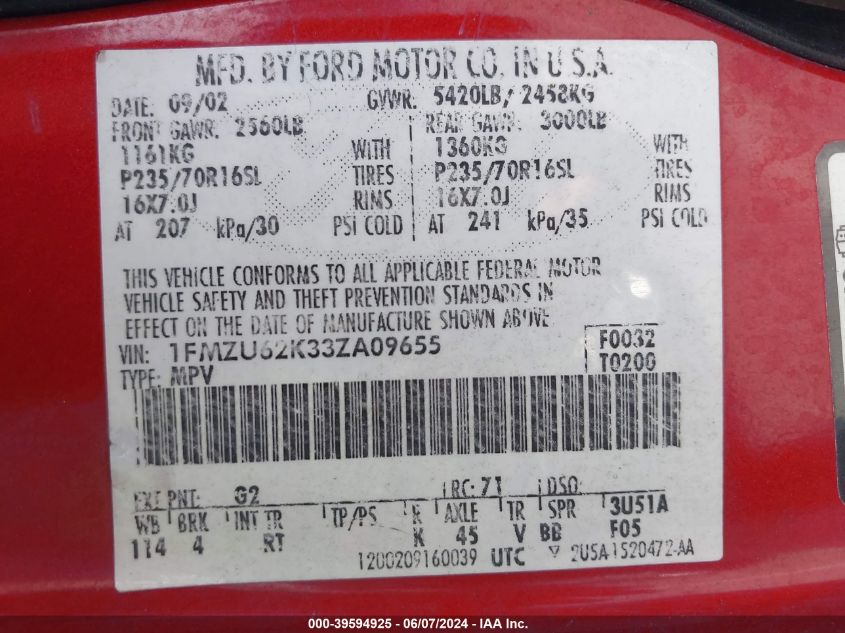 MFD. BY FORD MOTOR CO. IN U.S.A.
DATE: 09/02 GVWR: 5420LB/ 2458KG
FRONT GAWR: 2560LB REAR GAWR: 3000LB
1161KG WITH 1360KG WITH
P235/70R16SL TIRES P235/70R16SL TIRES
16X7.0J RIMS 16X7.0J RIMS
AT 207 kPa/30 PSI COLD AT 241 kPa/35 PSI COLD
THIS VEHICLE CONFORMS TO ALL APPLICABLE FEDERAL MOTOR
VEHICLE SAFETY AND THEFT PREVENTION STANDARDS IN
EFFECT ON THE DATE OF MANUFACTURE SHOWN ABOVE.
VIN: 1FMZU62K33ZA09655 F0032
TYPE: MPV T0200
EXT PNT: G2 RC: 71 DSO:
WB BRK INT TR TP/PS R AXLE TR SPR 3U51A
114 4 RT K 45 V BB F05
1200209160039 UTC 2U5A-1520472-AA
000-39594925 - 06/07/2024 - IAA Inc.